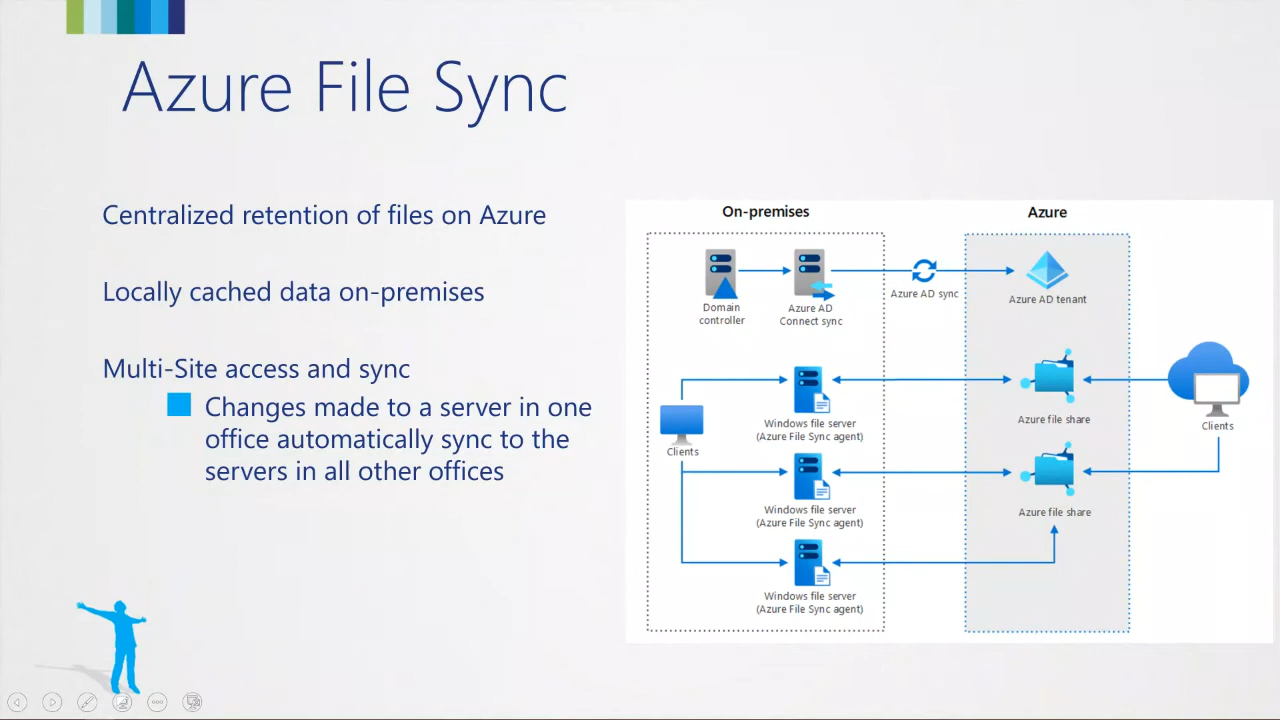 Azure File Sync
Centralized retention of files on Azure
Locally cached data on-premises
Multi-Site access and sync
Changes made to a server in one
office automatically sync to the
servers in all other offices
On-premises
Azure
Domain
controller
Azure AD
Connect sync
Azure AD sync
Azure AD tenant
Clients
Windows file server
(Azure File Sync agent)
Azure file share
Clients
Windows file server
(Azure File Sync agent)
Azure file share
Windows file server
(Azure File Sync agent)